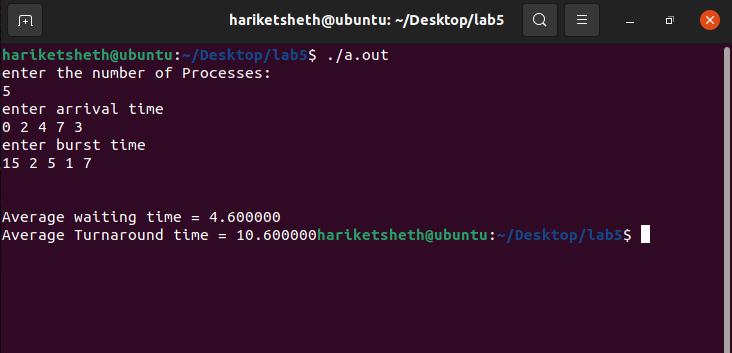 hariketsheth@ubuntu: ~/Desktop/lab5
hariketsheth@ubuntu:~/Desktop/lab5$ ./a.out
enter the number of Processes:
5
enter arrival time
0 2 4 7 3
enter burst time
15 2 5 1 7
Average waiting time = 4.600000
Average Turnaround time = 10.600000hariketsheth@ubuntu:~/Desktop/lab5$